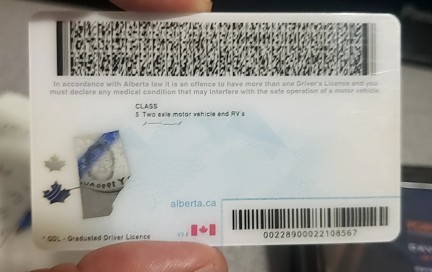 In accordance with Alberta law it is an offence to have more than one Driver's Licence and you
must declare any medical condition that may interfere with the safe operation of a motor vehicle.
CLASS
5 Two axle motor vehicle and RV's
alberta.ca
00228900022108567
* GDL - Graduated Driver Licence